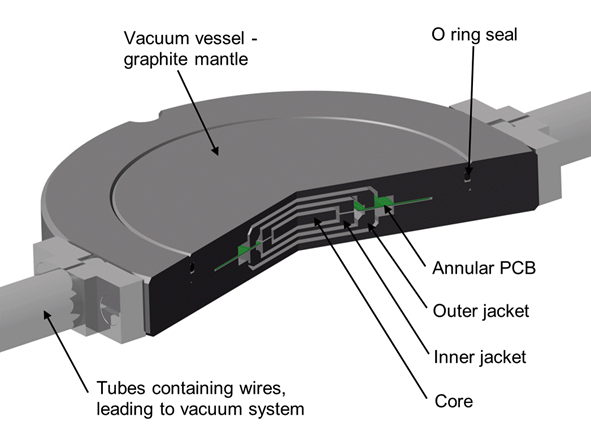 Vacuum vessel -
graphite mantle
O ring seal
Annular PCB
Outer jacket
Inner jacket
Core
Tubes containing wires,
leading to vacuum system